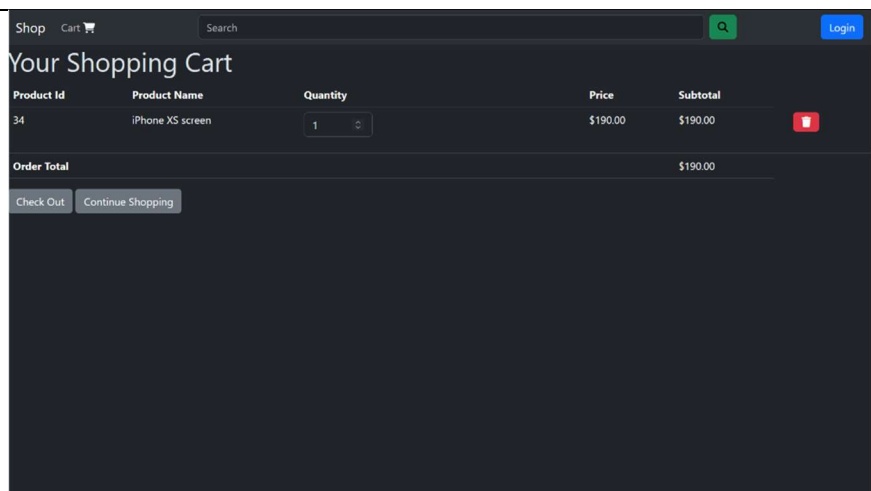 Shop Cart Search Login
Your Shopping Cart
Product Id Product Name Quantity Price Subtotal
34 iPhone XS screen 1 $190.00 $190.00
Order Total $190.00
Check Out Continue Shopping